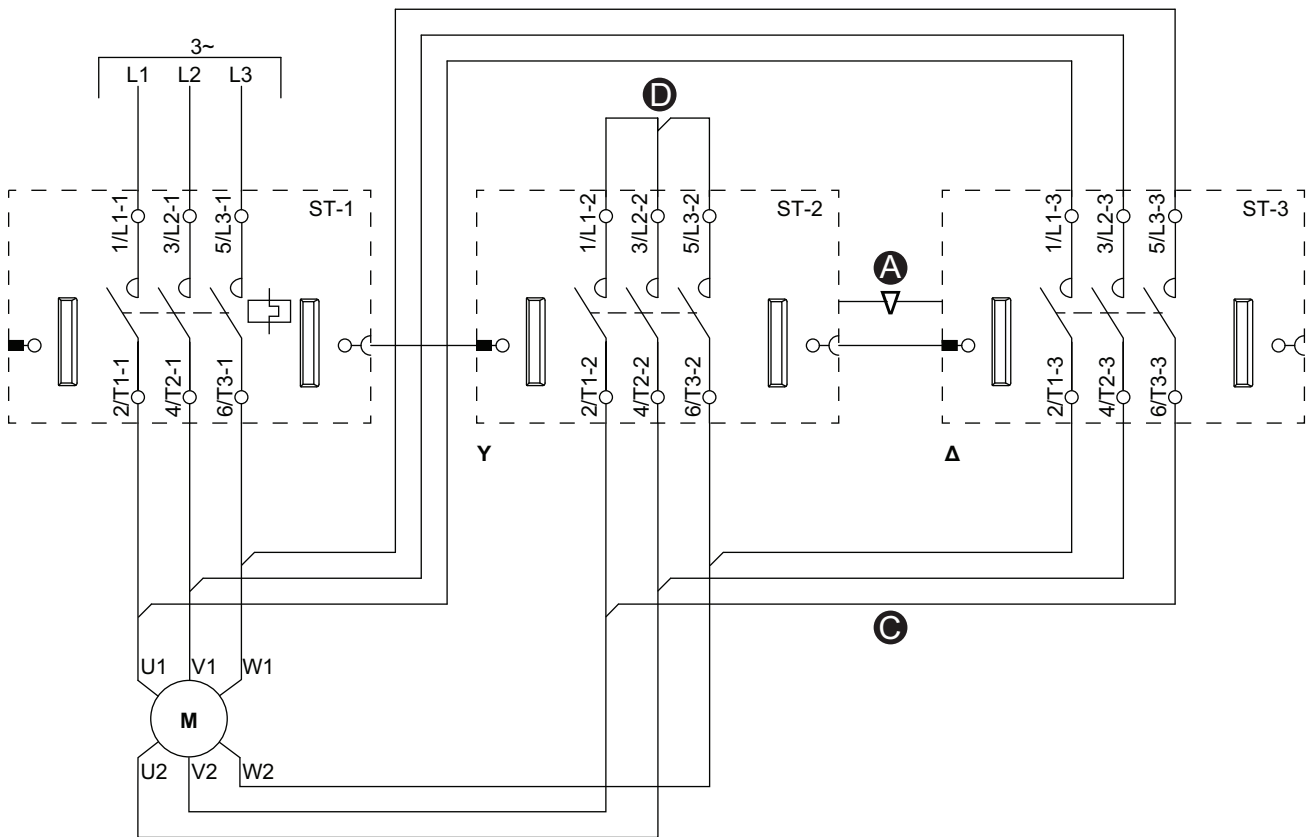 3~
L1 L2 L3
D
ST-1
1/L1-1
3/L2-1
5/L3-1
2/T1-1
4/T2-1
6/T3-1
ST-2
1/L1-2
3/L2-2
5/L3-2
2/T1-2
4/T2-2
6/T3-2
A
ST-3
1/L1-3
3/L2-3
5/L3-3
2/T1-3
4/T2-3
6/T3-3
Y
Δ
C
U1 V1 W1
M
U2 V2 W2